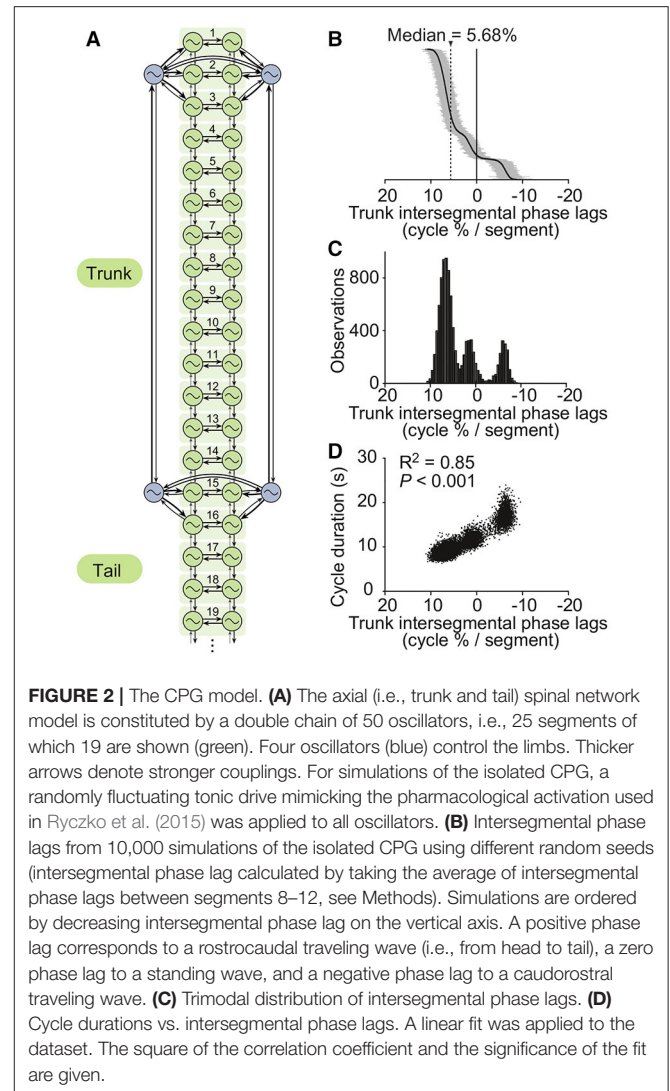 A
1
2
3
4
5
6
7
8
9
10
11
12
13
14
15
16
17
18
19
⋮
Trunk
Tail
B
Median = 5.68%
20 10 0 -10 -20
Trunk intersegmental phase lags
(cycle % / segment)
C
Observations
800
400
0
20 10 0 -10 -20
Trunk intersegmental phase lags
(cycle % / segment)
D
Cycle duration (s)
30
20
10
0
R² = 0.85
P < 0.001
20 10 0 -10 -20
Trunk intersegmental phase lags
(cycle % / segment)
FIGURE 2 | The CPG model. (A) The axial (i.e., trunk and tail) spinal network
model is constituted by a double chain of 50 oscillators, i.e., 25 segments of
which 19 are shown (green). Four oscillators (blue) control the limbs. Thicker
arrows denote stronger couplings. For simulations of the isolated CPG, a
randomly fluctuating tonic drive mimicking the pharmacological activation used
in Ryczko et al. (2015) was applied to all oscillators. (B) Intersegmental phase
lags from 10,000 simulations of the isolated CPG using different random seeds
(intersegmental phase lag calculated by taking the average of intersegmental
phase lags between segments 8–12, see Methods). Simulations are ordered
by decreasing intersegmental phase lag on the vertical axis. A positive phase
lag corresponds to a rostrocaudal traveling wave (i.e., from head to tail), a zero
phase lag to a standing wave, and a negative phase lag to a caudorostral
traveling wave. (C) Trimodal distribution of intersegmental phase lags. (D)
Cycle durations vs. intersegmental phase lags. A linear fit was applied to the
dataset. The square of the correlation coefficient and the significance of the fit
are given.